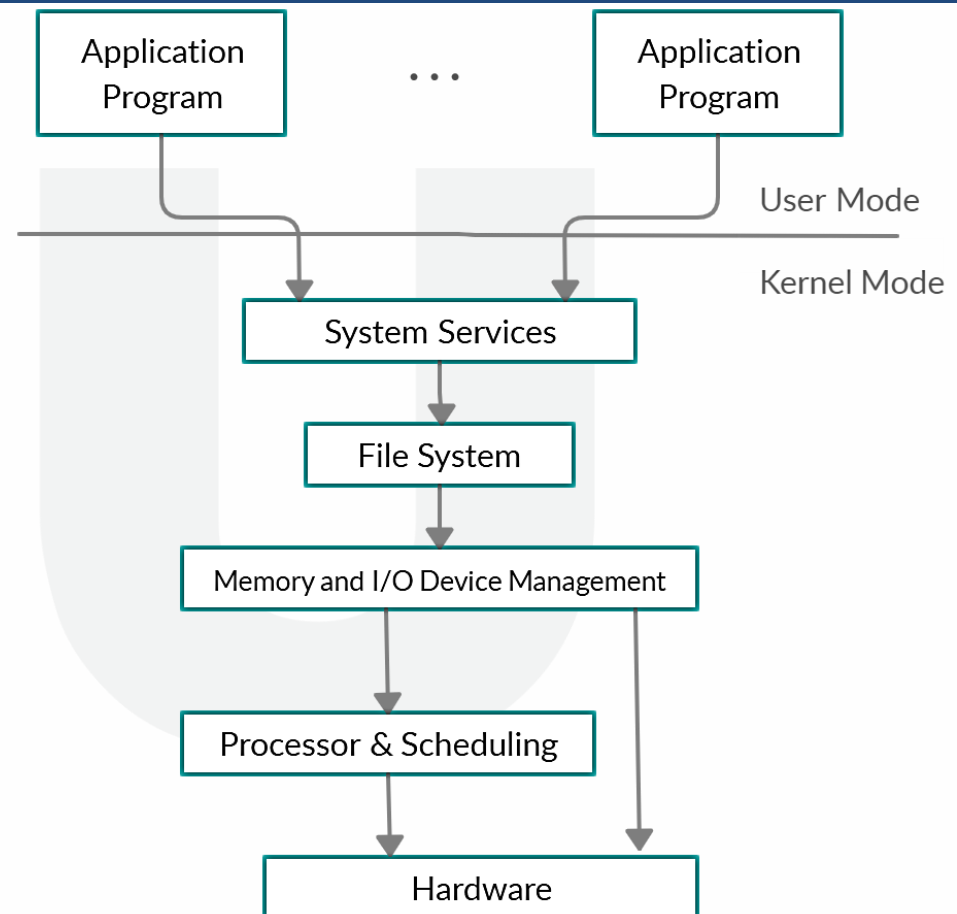 Application
Program
...
Application
Program
User Mode
Kernel Mode
System Services
File System
Memory and I/O Device Management
Processor & Scheduling
Hardware